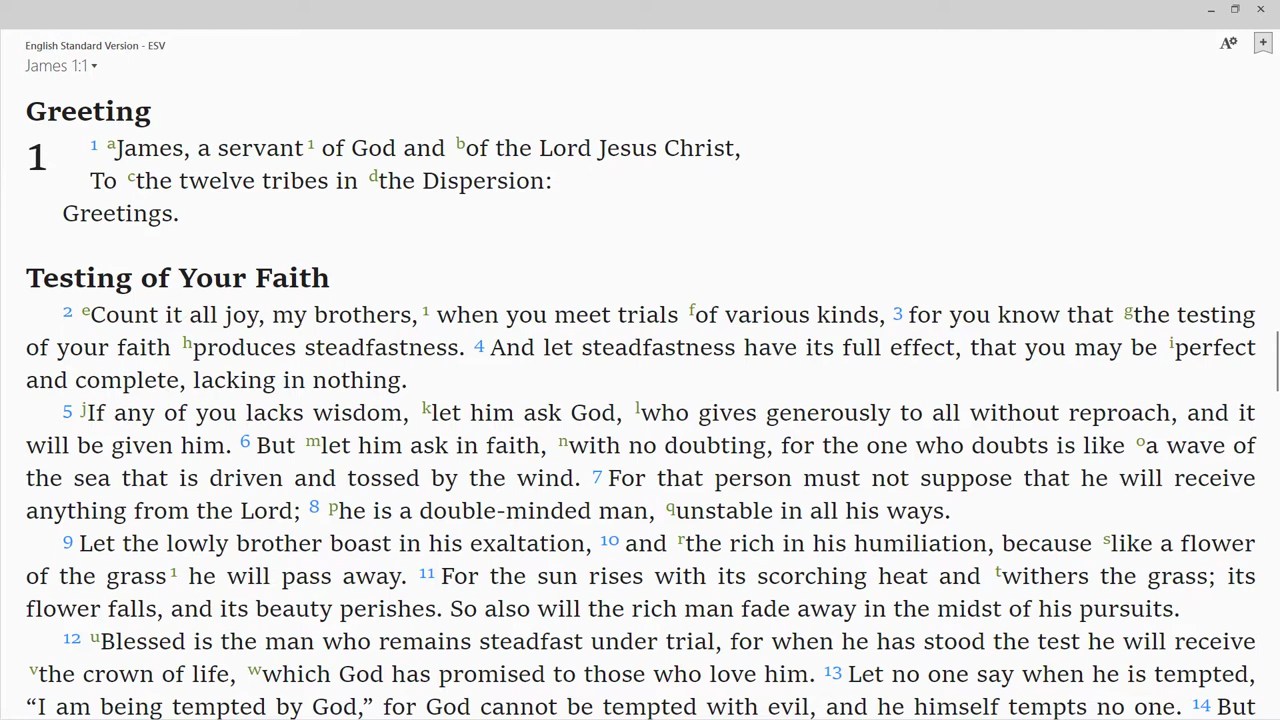 English Standard Version - ESV
James 1:1
Greeting
1 1 aJames, a servant1 of God and bof the Lord Jesus Christ,
To cthe twelve tribes in dthe Dispersion:
Greetings.
Testing of Your Faith
2 eCount it all joy, my brothers,1 when you meet trials fof various kinds, 3 for you know that gthe testing
of your faith hproduces steadfastness. 4 And let steadfastness have its full effect, that you may be iperfect
and complete, lacking in nothing.
5 jIf any of you lacks wisdom, klet him ask God, lwho gives generously to all without reproach, and it
will be given him. 6 But mlet him ask in faith, nwith no doubting, for the one who doubts is like oa wave of
the sea that is driven and tossed by the wind. 7 For that person must not suppose that he will receive
anything from the Lord; 8 phe is a double-minded man, qunstable in all his ways.
9 Let the lowly brother boast in his exaltation, 10 and rthe rich in his humiliation, because slike a flower
of the grass1 he will pass away. 11 For the sun rises with its scorching heat and twithers the grass; its
flower falls, and its beauty perishes. So also will the rich man fade away in the midst of his pursuits.
12 uBlessed is the man who remains steadfast under trial, for when he has stood the test he will receive
vthe crown of life, wwhich God has promised to those who love him. 13 Let no one say when he is tempted,
“I am being tempted by God,” for God cannot be tempted with evil, and he himself tempts no one. 14 But